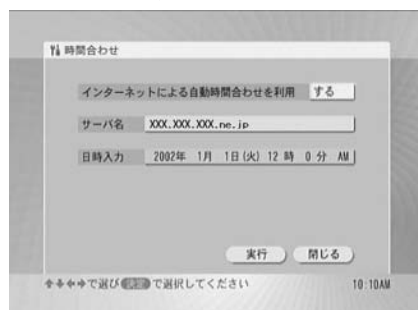 時間合わせ
インターネットによる自動時間合わせを利用 する
サーバ名 XXX.XXX.XXX.ne.jp
日時入力 2002年 1月 1日(火) 12時 0分 AM
実行 閉じる
で選び 決定 で選択してください 10:10AM